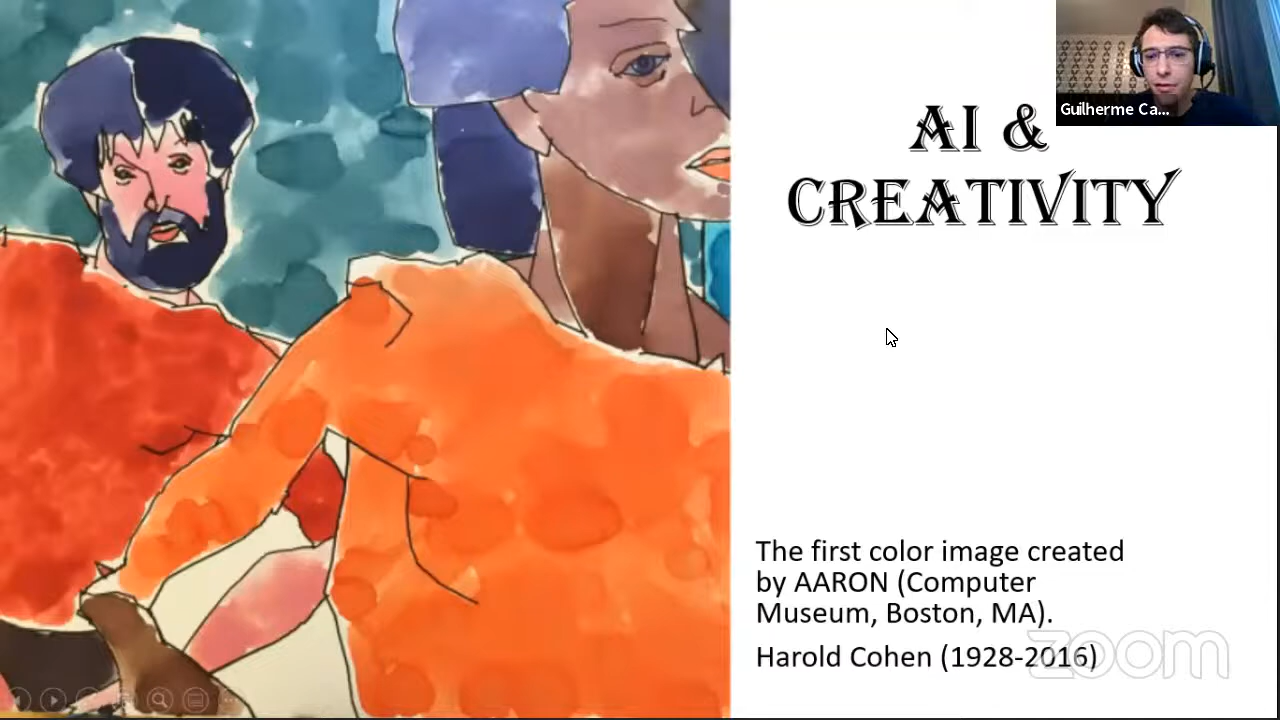 AI &
CREATIVITY
Guilherme Ca...
The first color image created
by AARON (Computer
Museum, Boston, MA).
Harold Cohen (1928-2016)
zoom